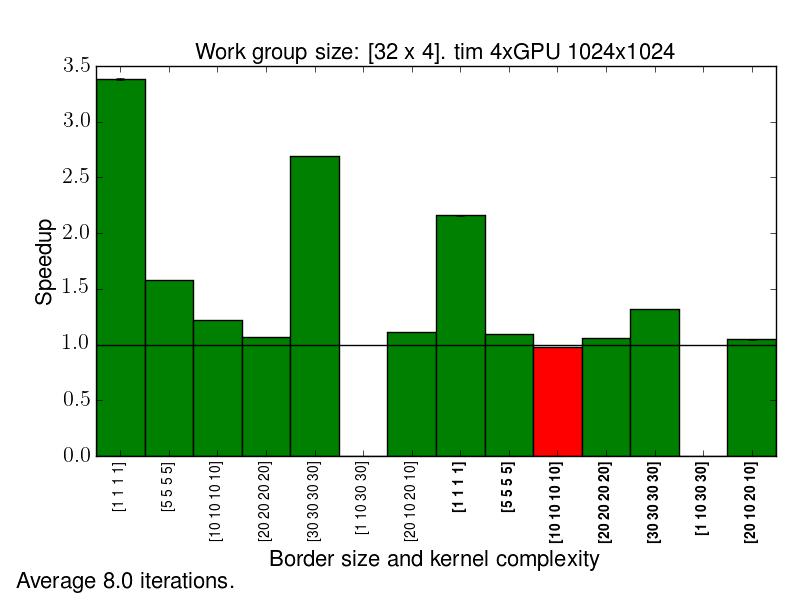 Work group size: [32 x 4]. tim 4xGPU 1024x1024
3.5
3.0
2.5
2.0
1.5
1.0
0.5
0.0
Speedup
[1 1 1 1]
[5 5 5 5]
[10 10 10 10]
[20 20 20 20]
[30 30 30 30]
[1 10 30 30]
[20 10 20 10]
[1 1 1 1]
[5 5 5 5]
[10 10 10 10]
[20 20 20 20]
[30 30 30 30]
[1 10 30 30]
[20 10 20 10]
Border size and kernel complexity
Average 8.0 iterations.